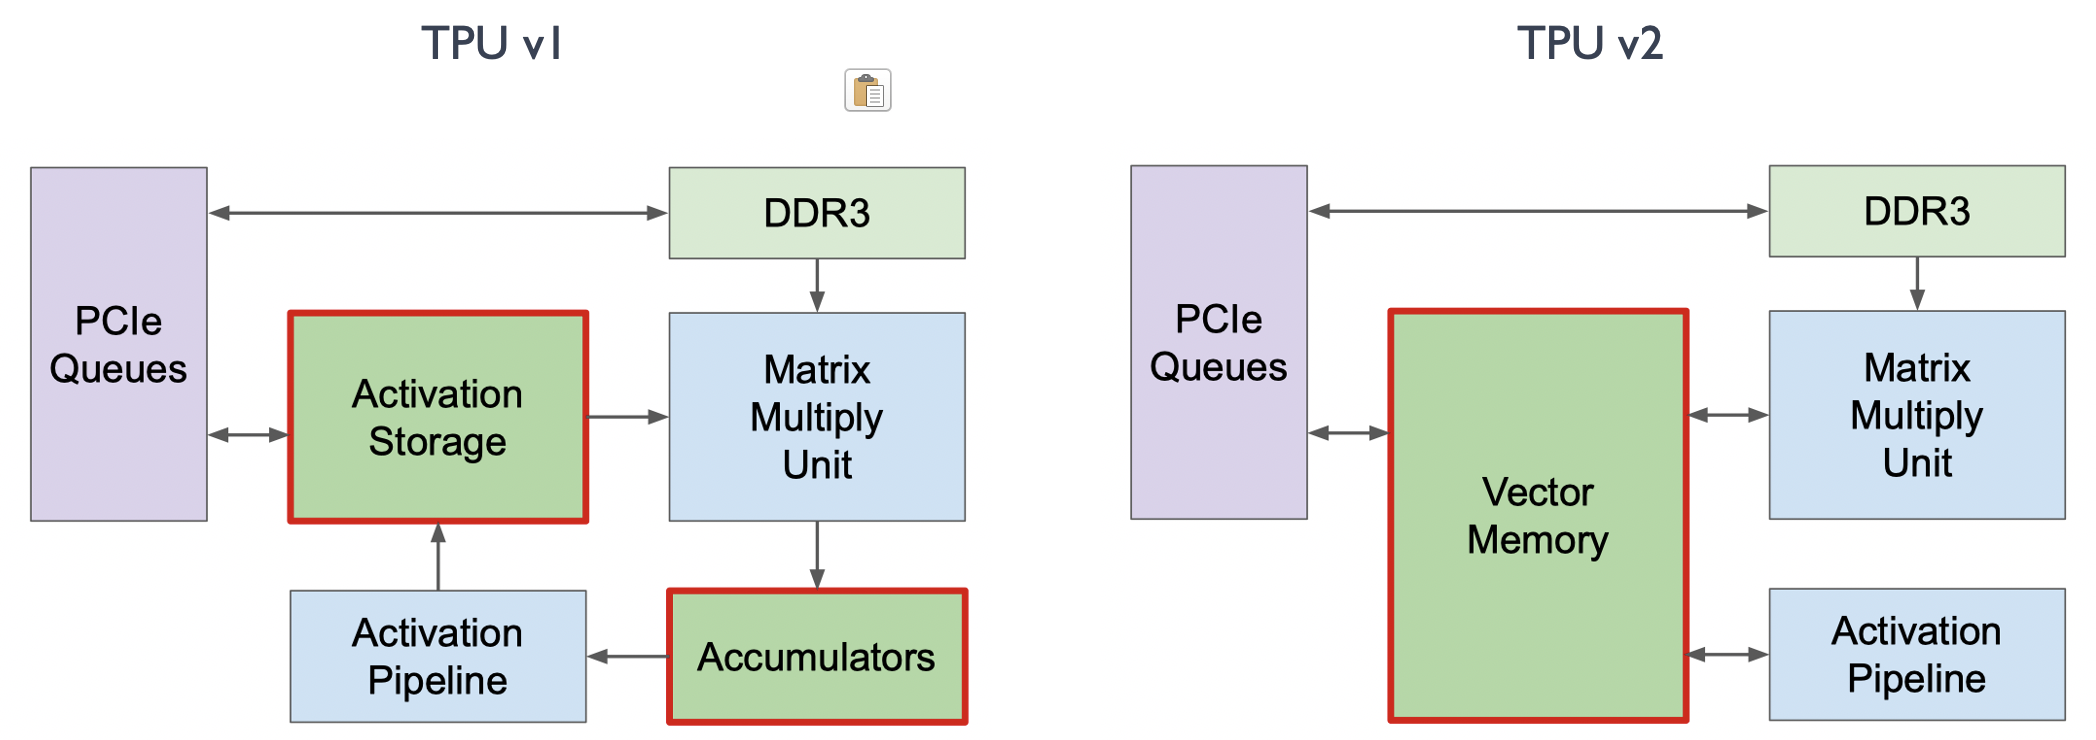 TPU v1
PCIe
Queues
DDR3
Activation
Storage
Matrix
Multiply
Unit
Activation
Pipeline
Accumulators
TPU v2
PCIe
Queues
DDR3
Vector
Memory
Matrix
Multiply
Unit
Activation
Pipeline